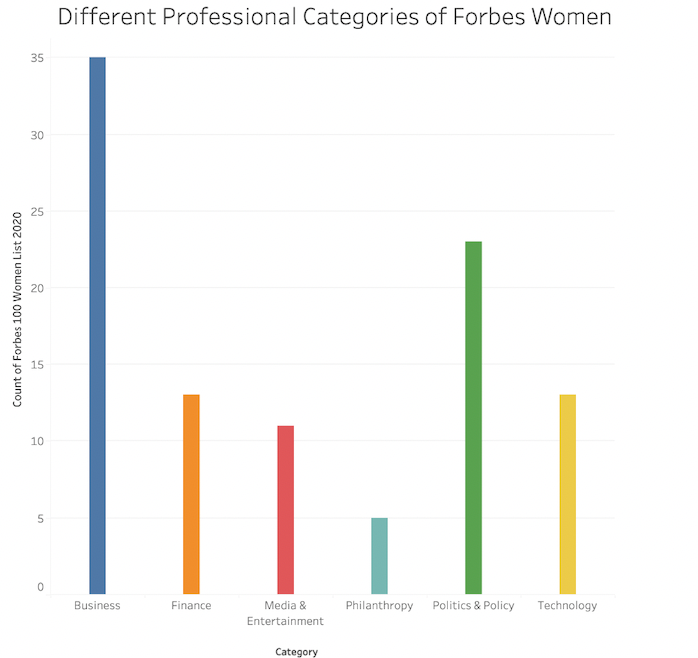 Different Professional Categories of Forbes Women
Count of Forbes 100 Women List 2020
35
30
25
20
15
10
5
0
Business
Finance
Media &
Entertainment
Philanthropy
Politics & Policy
Technology
Category